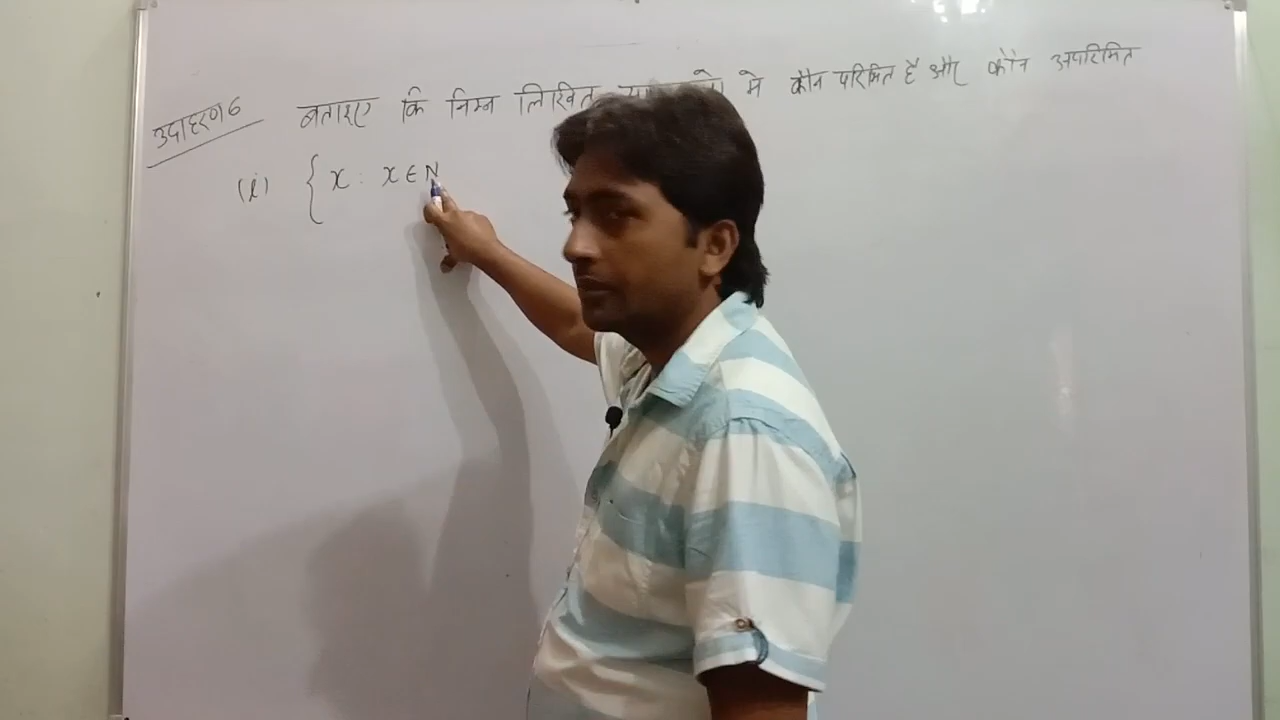 उदाहरण 6 बताइए कि निम्न लिखित में कौन परिमित है और कौन अपरिमित
(i) { x : x ∈ N